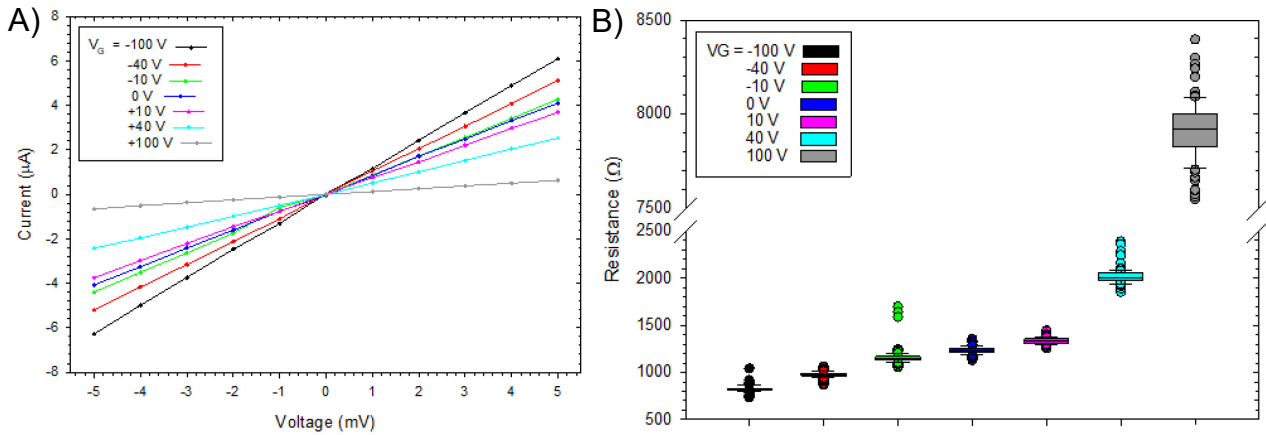 A)
8
6
4
2
0
-2
-4
-6
-8
Current (μA)
V_G = -100 V
-40 V
-10 V
0 V
+10 V
+40 V
+100 V
-5 -4 -3 -2 -1 0 1 2 3 4 5
Voltage (mV)
B)
8500
8000
7500
2500
2000
1500
1000
500
Resistance (Ω)
VG = -100 V
-40 V
-10 V
0 V
10 V
40 V
100 V